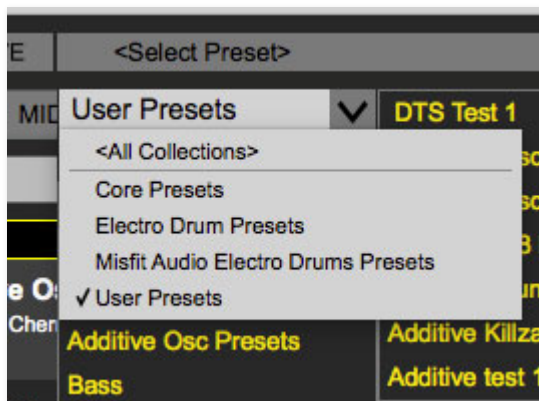 <Select Preset>
User Presets
DTS Test 1
<All Collections>
Core Presets
Electro Drum Presets
Misfit Audio Electro Drums Presets
✓ User Presets
Additive Osc Presets
Additive
Bass
Additive test 1